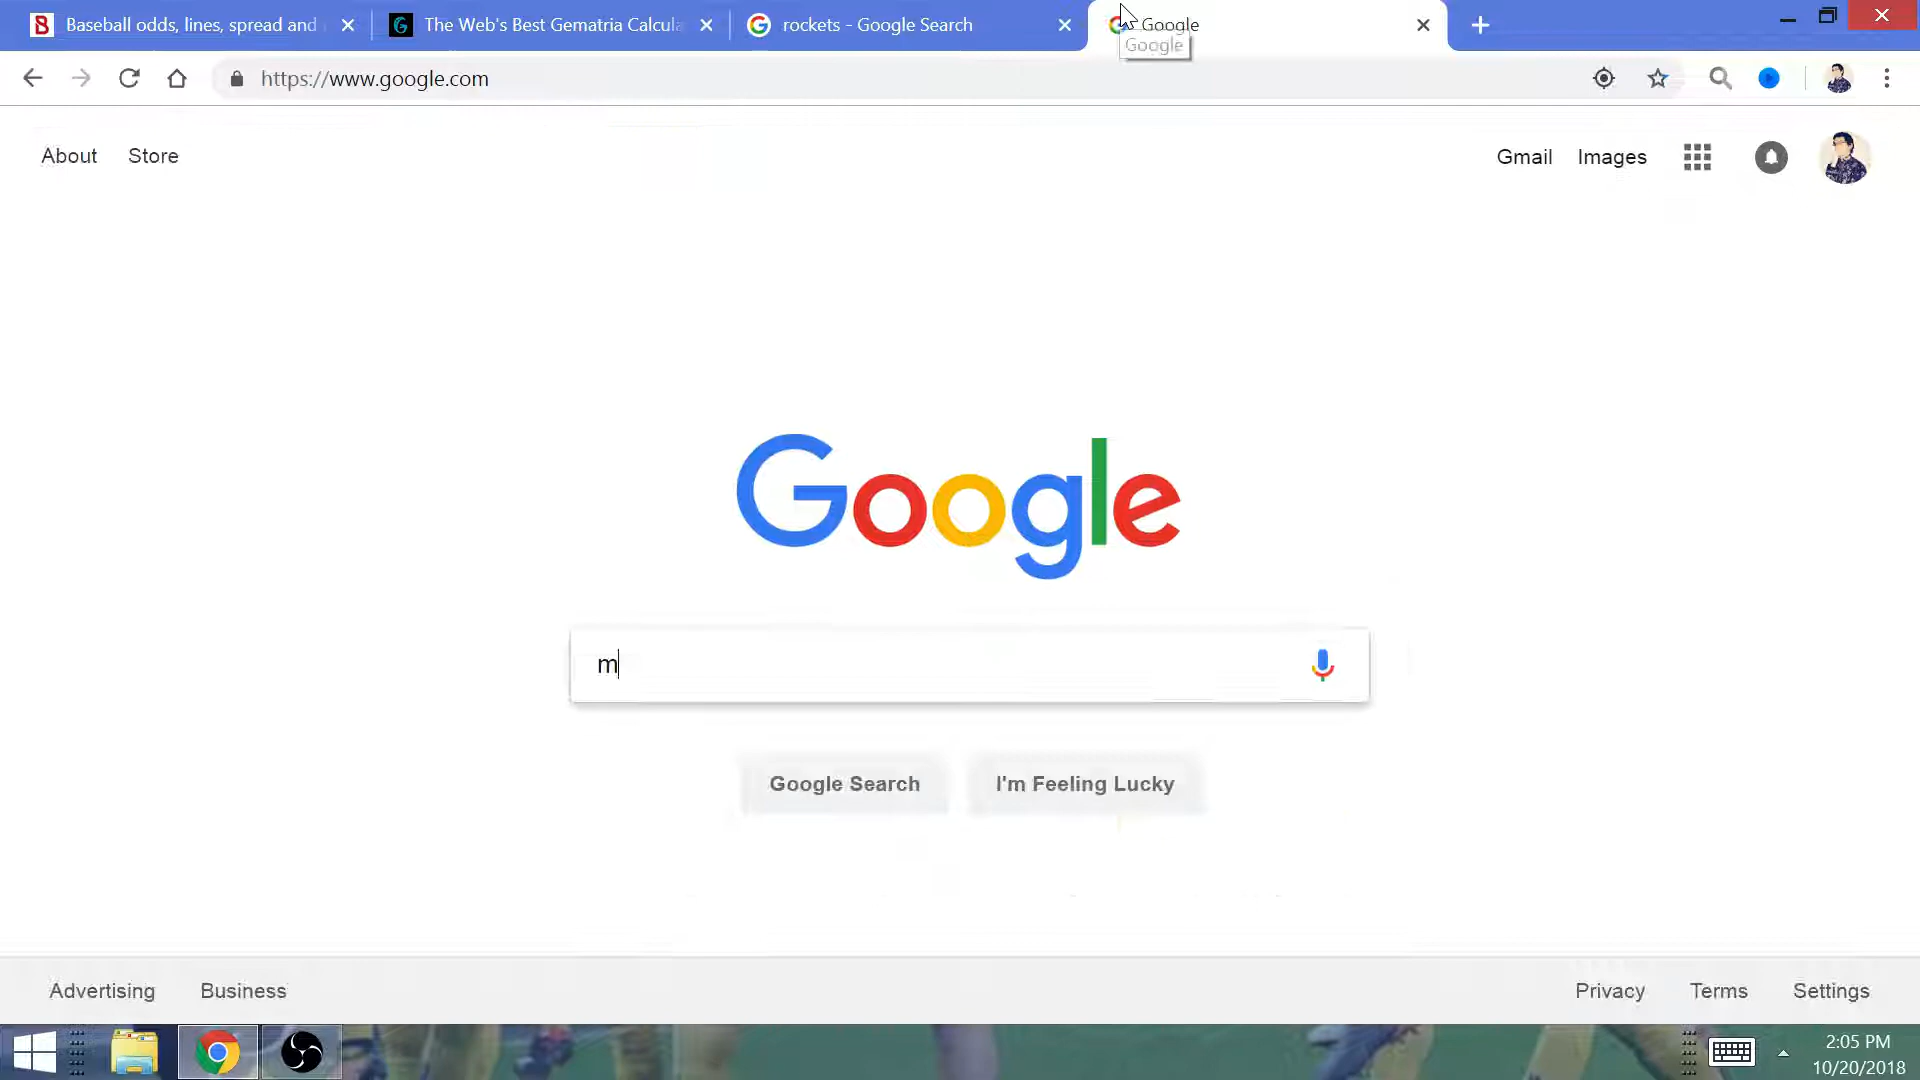 Baseball odds, lines, spread and
The Web's Best Gematria Calcula
rockets - Google Search
Google
Google
https://www.google.com
About
Store
Gmail
Images
Google
m
Google Search
I'm Feeling Lucky
Advertising
Business
Privacy
Terms
Settings
2:05 PM
10/20/2018